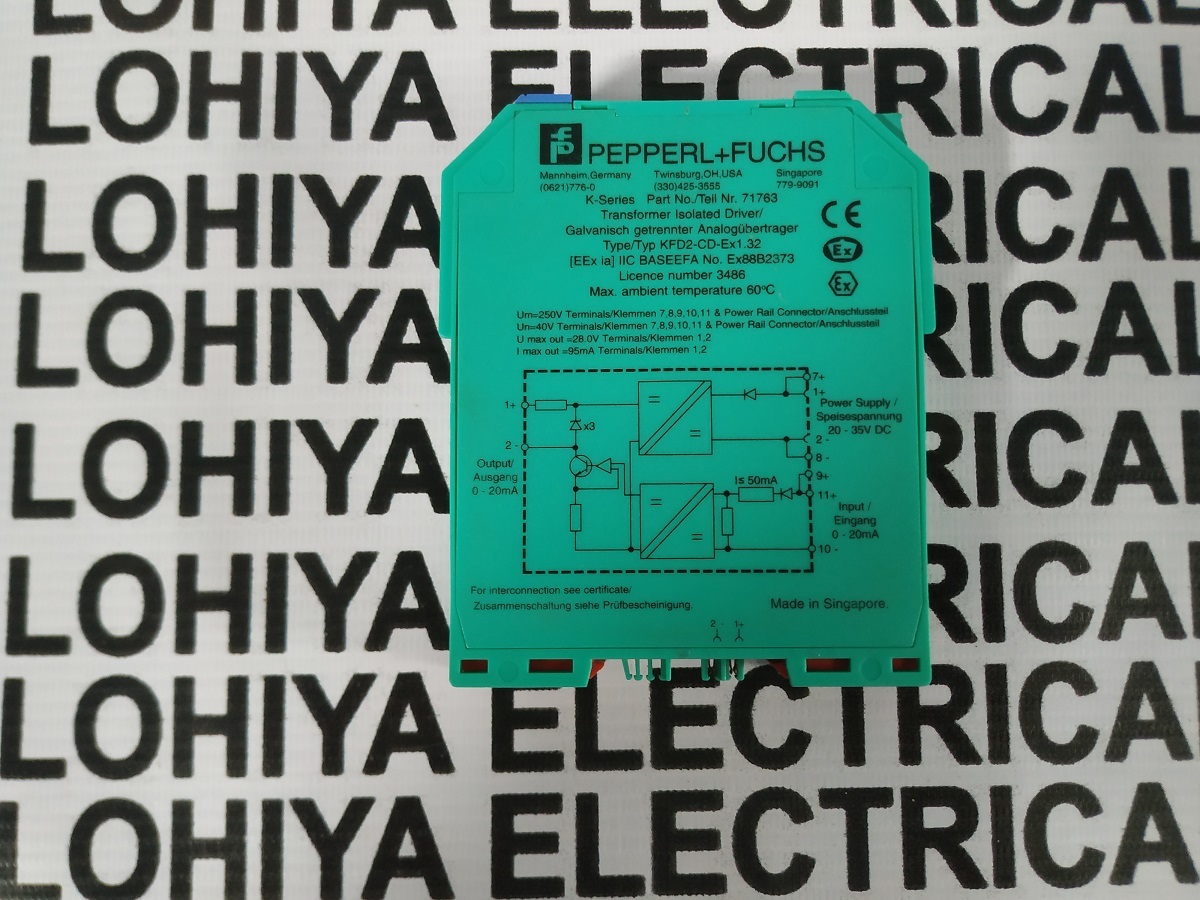 LOHIYA ELECTRICAL
LOHIYA ELECTRICAL
LOHIYA ELECTRICAL
LOHIYA ELECTRICAL
LOHIYA ELECTRICAL
LOHIYA ELECTRICAL
LOHIYA ELECTRICAL
LOHIYA ELECTRICAL
PEPPERL+FUCHS
Mannheim,Germany Twinsburg,OH,USA Singapore
(0621)776-0 (330)425-3555 779-9091
K-Series Part No./Teil Nr. 71763
Transformer Isolated Driver/
Galvanisch getrennter Analogübertrager
Type/Typ KFD2-CD-Ex1.32
[EEx ia] IIC BASEEFA No. Ex88B2373
Licence number 3486
Max. ambient temperature 60°C
CE
Ex
Ex
Um=250V Terminals/Klemmen 7,8,9,10,11 & Power Rail Connector/Anschlussteil
Un=40V Terminals/Klemmen 7,8,9,10,11 & Power Rail Connector/Anschlussteil
U max out =28.0V Terminals/Klemmen 1,2
I max out =95mA Terminals/Klemmen 1,2
1+
x3
2 -
Output/
Ausgang
0 - 20mA
7+
1+
Power Supply /
Speisespannung
20 - 35V DC
2 -
8 -
9+
I≤ 50mA
11+
Input /
Eingang
0 - 20mA
10 -
For interconnection see certificate/
Zusammenschaltung siehe Prüfbescheinigung.
Made in Singapore.
2 - 1+